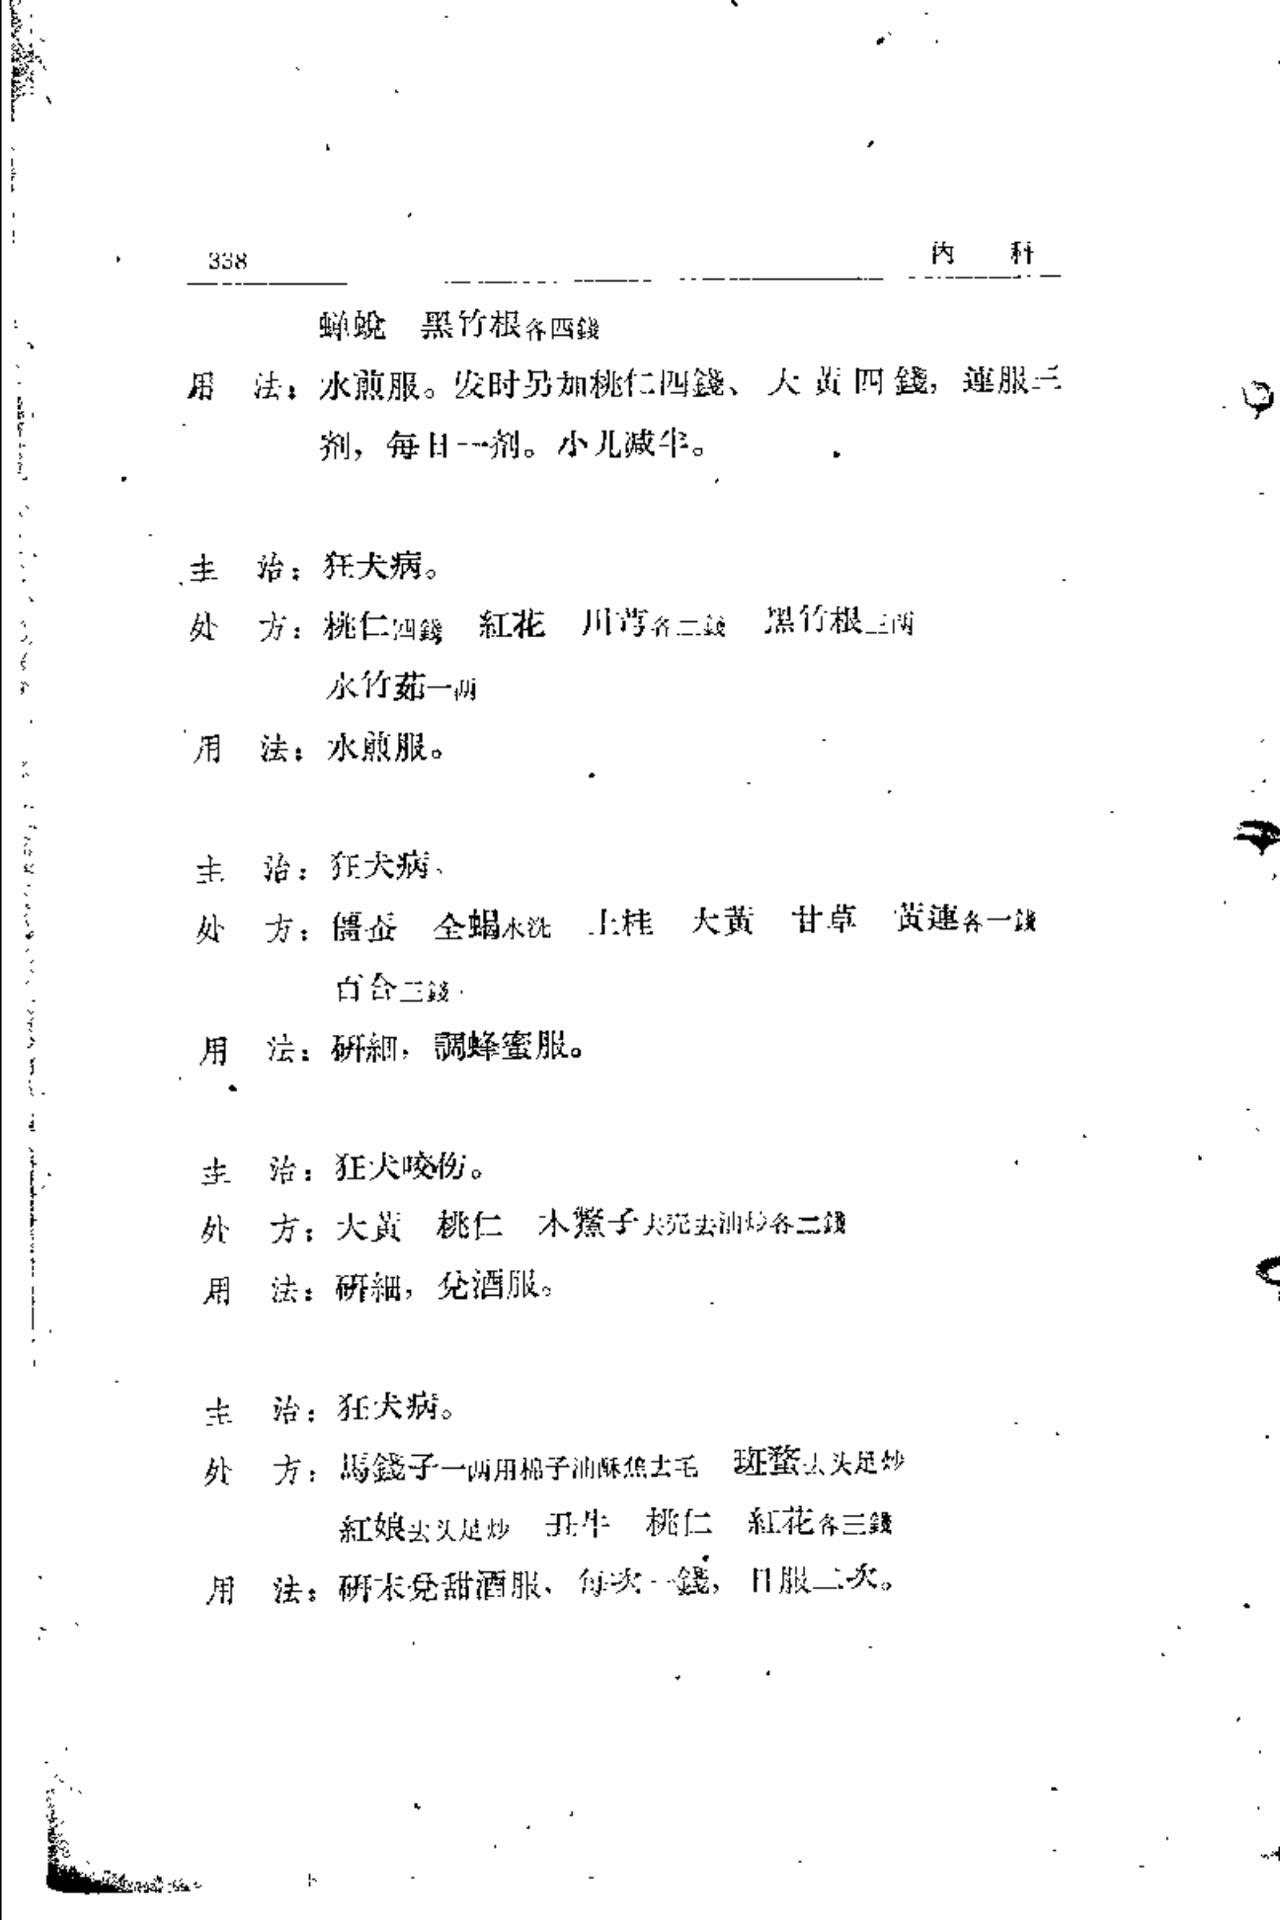 338 內 科
蟬蛻 黑竹根各四錢
用 法：水煎服。发时另加桃仁四錢、大黃四錢，連服三
剂，每日一剂。小儿减半。
主 治：狂犬病。
处 方：桃仁四錢 紅花 川芎各二錢 黑竹根三兩
水竹茹一兩
用 法：水煎服。
主 治：狂犬病、
处 方：僵蚕 全蝎水洗 上桂 大黃 甘草 黃連各一錢
百合三錢
用 法：研細，調蜂蜜服。
主 治：狂犬咬伤。
处 方：大黃 桃仁 木鱉子去壳去油炒各二錢
用 法：研細，兌酒服。
主 治：狂犬病。
处 方：馬錢子一兩用棉子油酥焦去毛 斑蝥去头足炒
紅娘去头足炒 丑牛 桃仁 紅花各三錢
用 法：研末兌甜酒服、每次一錢，日服二次。